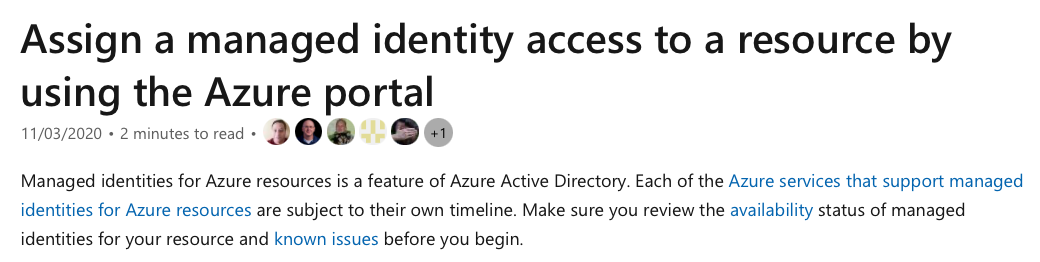 Assign a managed identity access to a resource by
using the Azure portal
11/03/2020 • 2 minutes to read • +1
Managed identities for Azure resources is a feature of Azure Active Directory. Each of the Azure services that support managed
identities for Azure resources are subject to their own timeline. Make sure you review the availability status of managed
identities for your resource and known issues before you begin.